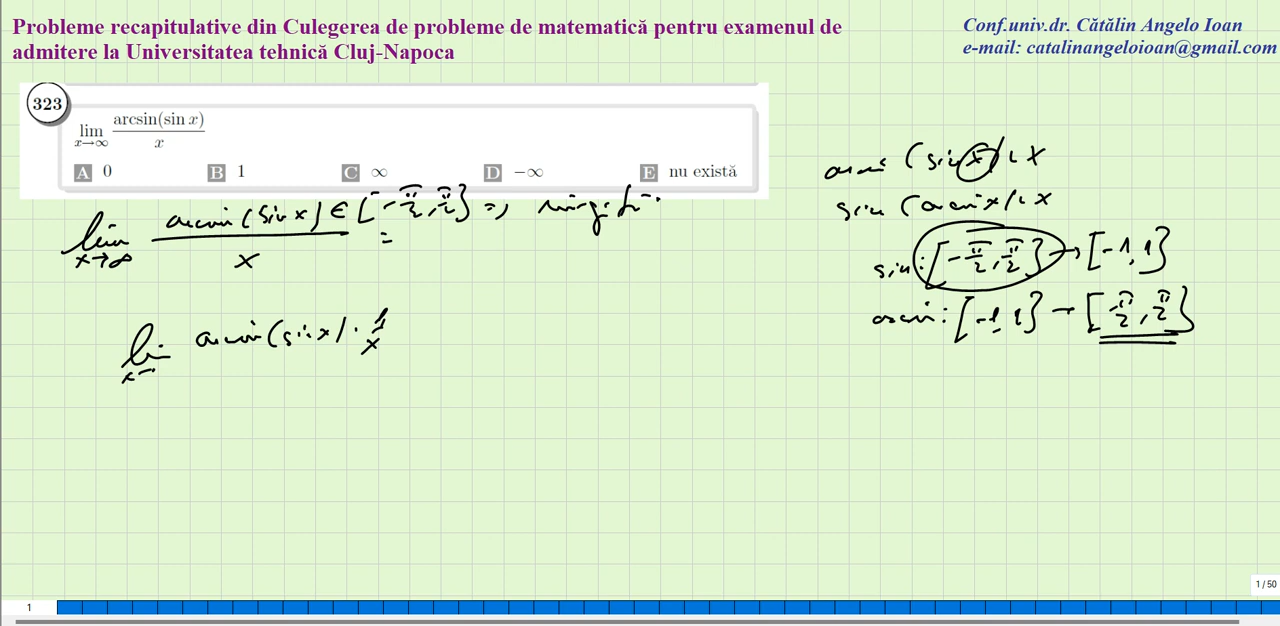 Probleme recapitulative din Culegerea de probleme de matematică pentru examenul de
admitere la Universitatea tehnică Cluj-Napoca
Conf.univ.dr. Cătălin Angelo Ioan
e-mail: catalinangeloioan@gmail.com
323
lim x→∞ arcsin(sin x) / x
A 0 B 1 C ∞ D −∞ E nu există
lim x→∞ arcsin(sin x) / x ∈ [-π/2, π/2] =>
lim x→ arcsin(sin x) · 1/x
arcsin(sin x) = x
sin(arcsin x) = x
sin: [-π/2, π/2] → [-1, 1]
arcsin: [-1, 1] → [-π/2, π/2]
1 / 50
1